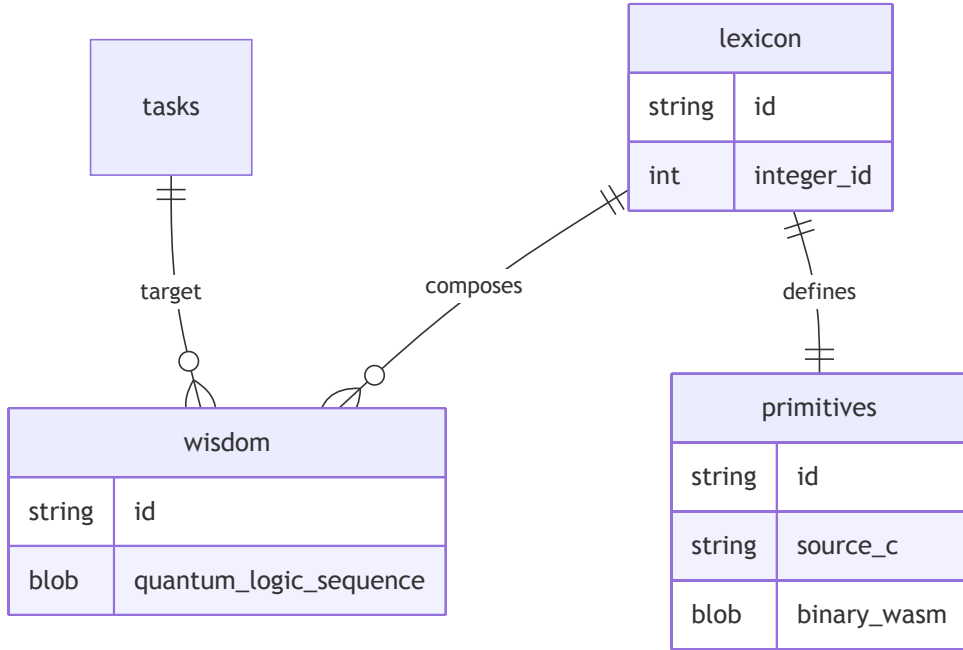 tasks
lexicon
string id
int integer_id
target
composes
defines
wisdom
string id
blob quantum_logic_sequence
primitives
string id
string source_c
blob binary_wasm